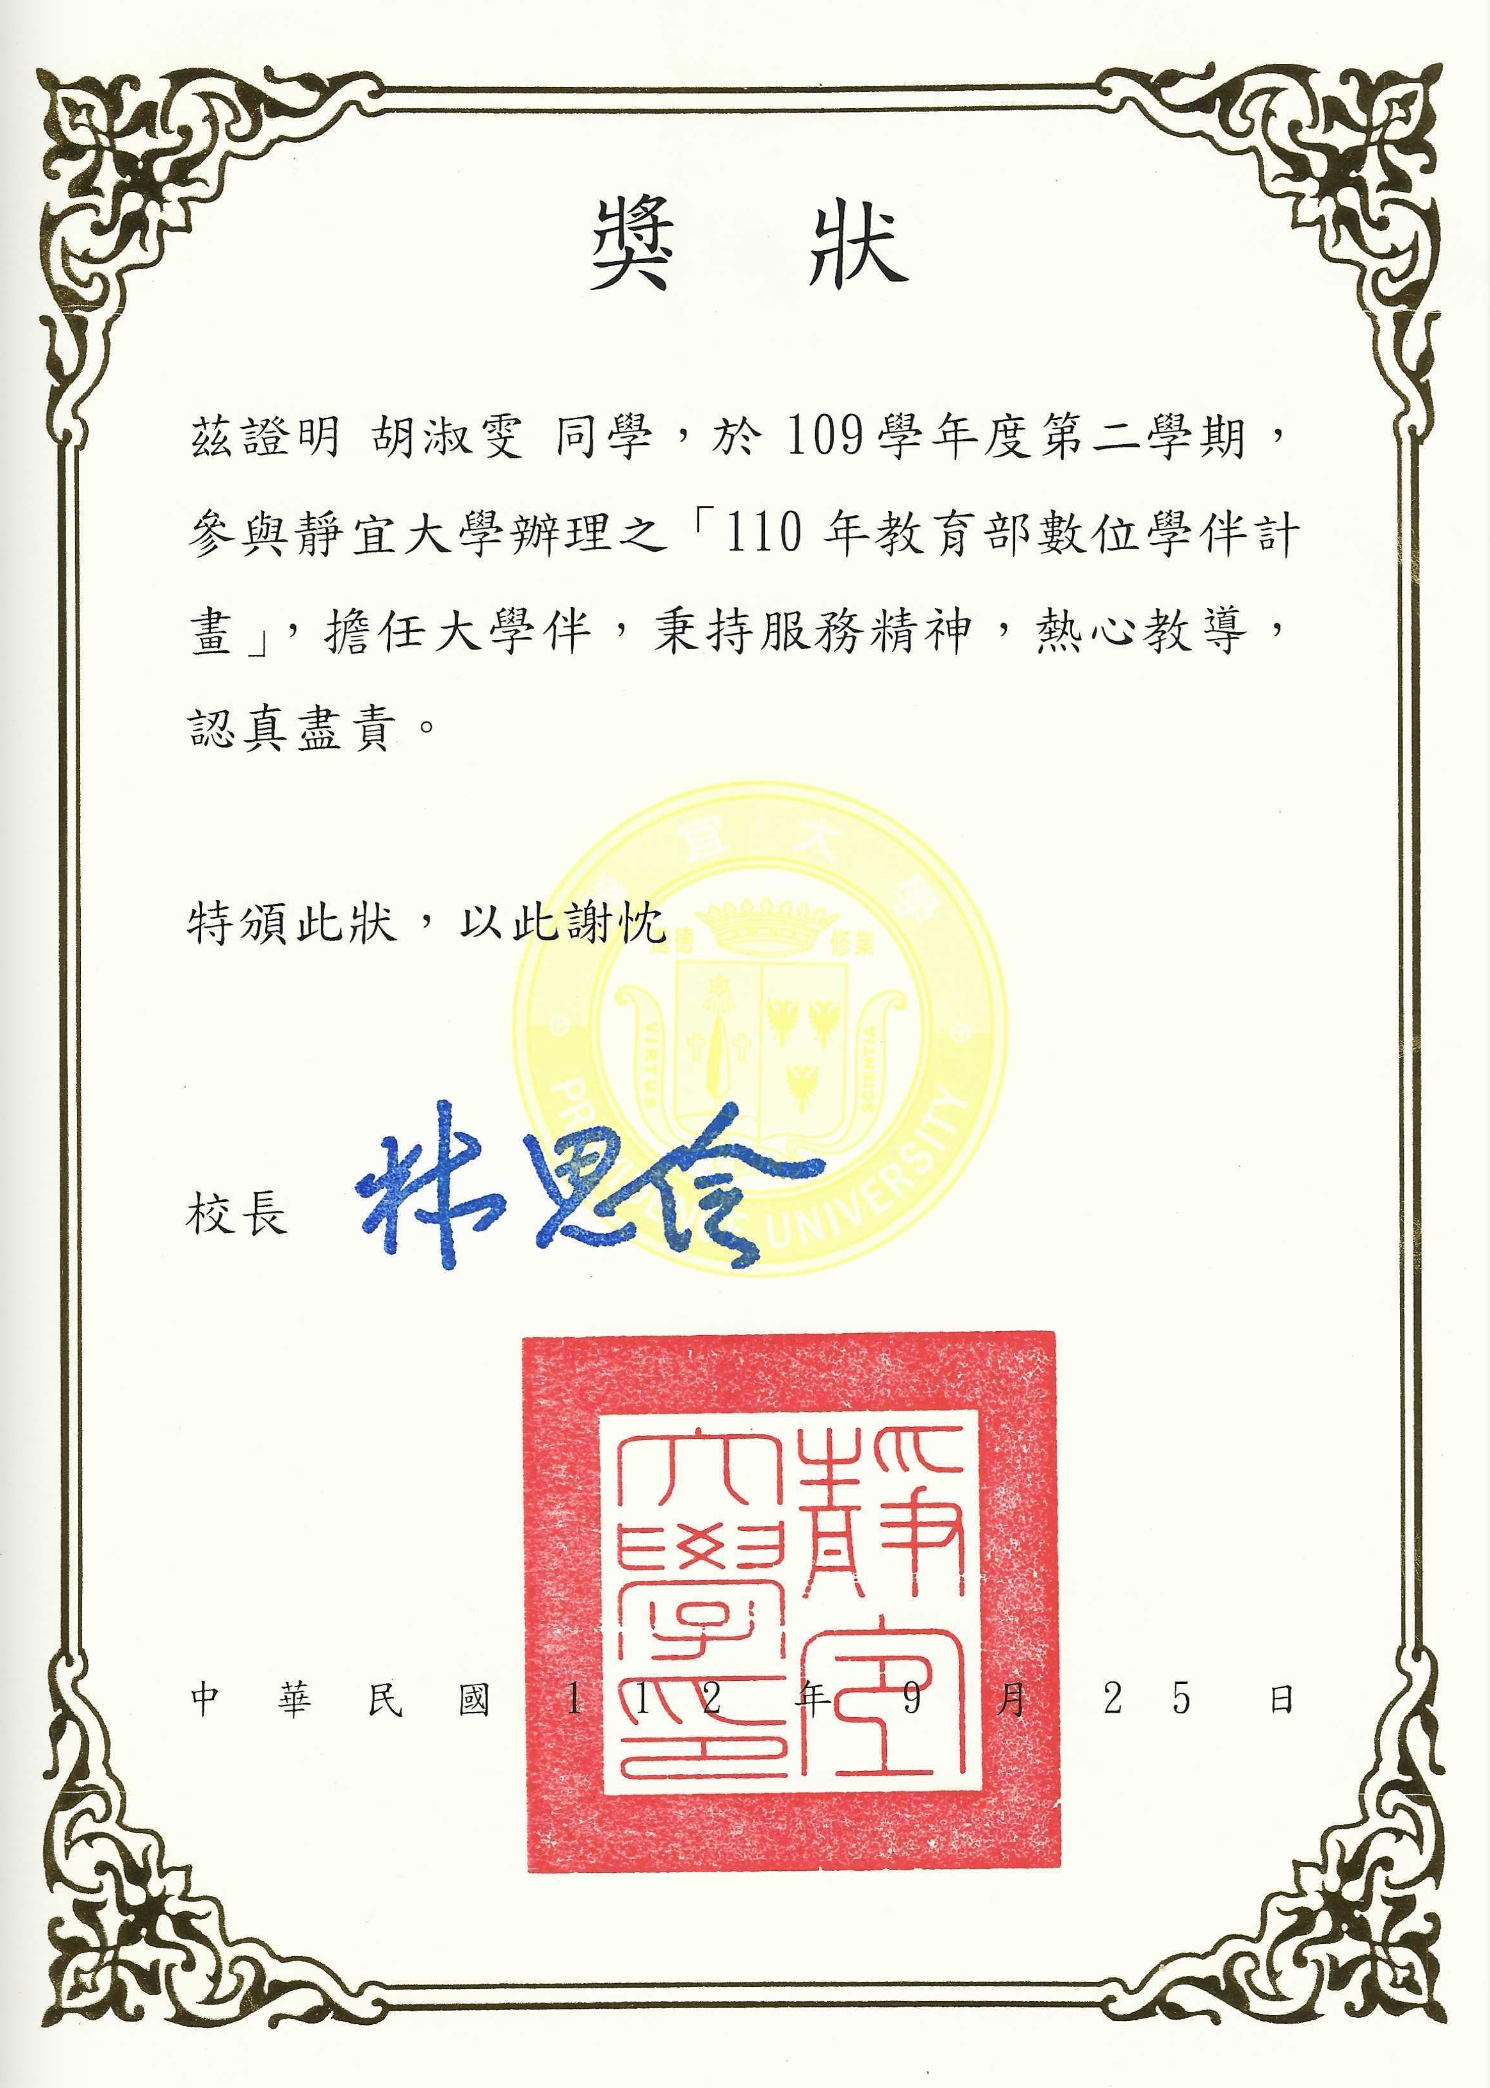 獎狀
茲證明 胡淑雯 同學，於 109學年度第二學期，
參與靜宜大學辦理之「110 年教育部數位學伴計
畫」，擔任大學伴，秉持服務精神，熱心教導，
認真盡責。
宜大學
特頒此狀，以此謝忱
德 修業
VIRTUS SCIENTIA
PROVIDENCE UNIVERSITY
校長 林思伶
靜宜大學印
中華民國112年9月25日